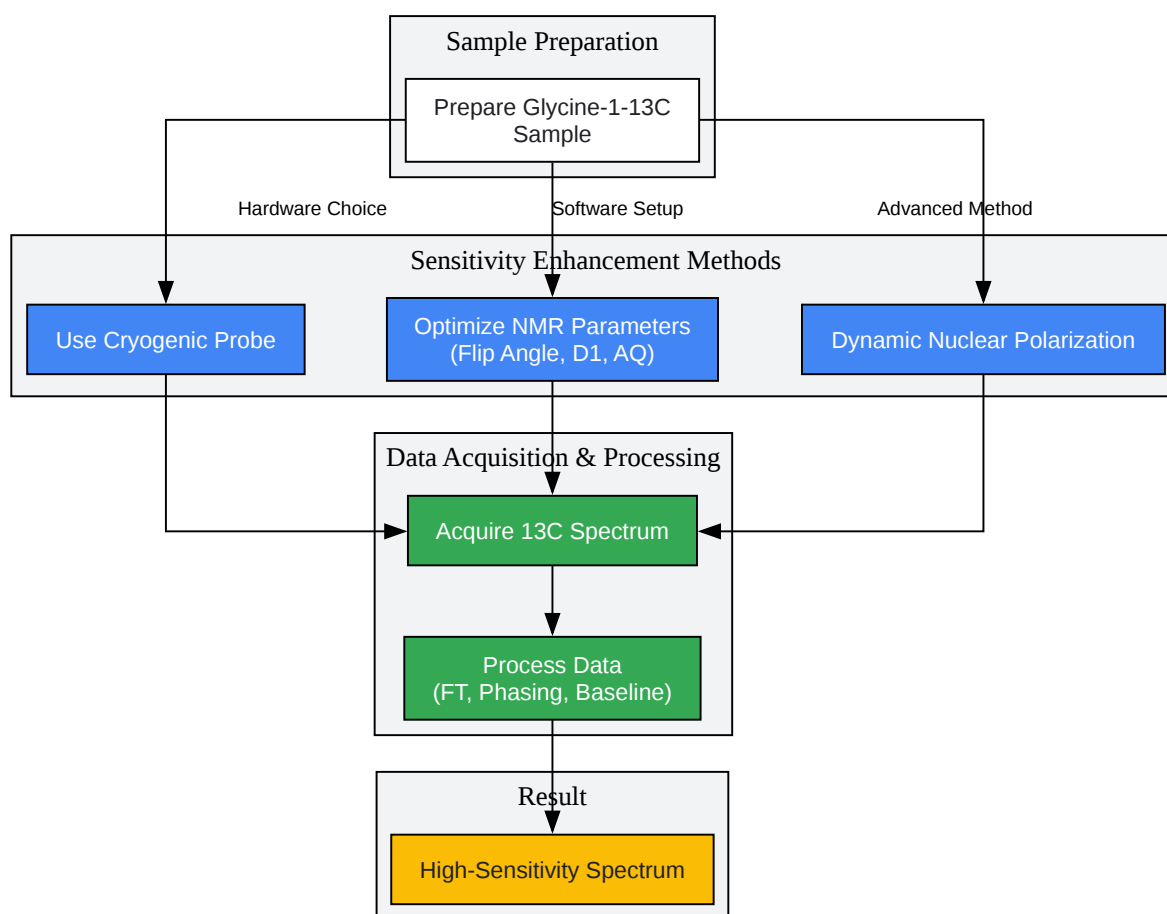 Sample Preparation
Prepare Glycine-1-13C
Sample
Hardware Choice
Software Setup
Advanced Method
Sensitivity Enhancement Methods
Use Cryogenic Probe
Optimize NMR Parameters
(Flip Angle, D1, AQ)
Dynamic Nuclear Polarization
Data Acquisition & Processing
Acquire 13C Spectrum
Process Data
(FT, Phasing, Baseline)
Result
High-Sensitivity Spectrum